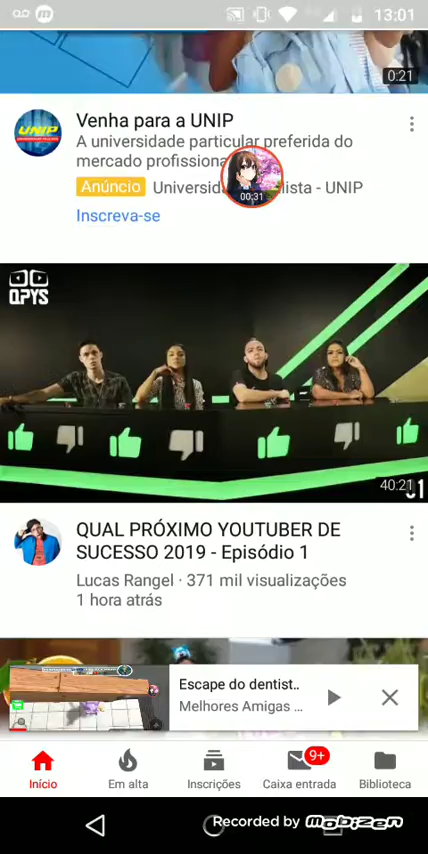 13:01
0:21
UNIP
Venha para a UNIP
A universidade particular preferida do
mercado profissiona
00:31
Anúncio Universid lista - UNIP
Inscreva-se
QPYS
40:21
01
QUAL PRÓXIMO YOUTUBER DE
SUCESSO 2019 - Episódio 1
Lucas Rangel · 371 mil visualizações
1 hora atrás
Escape do dentist..
Melhores Amigas ...
9+
Início Em alta Inscrições Caixa entrada Biblioteca
Recorded by mobizen